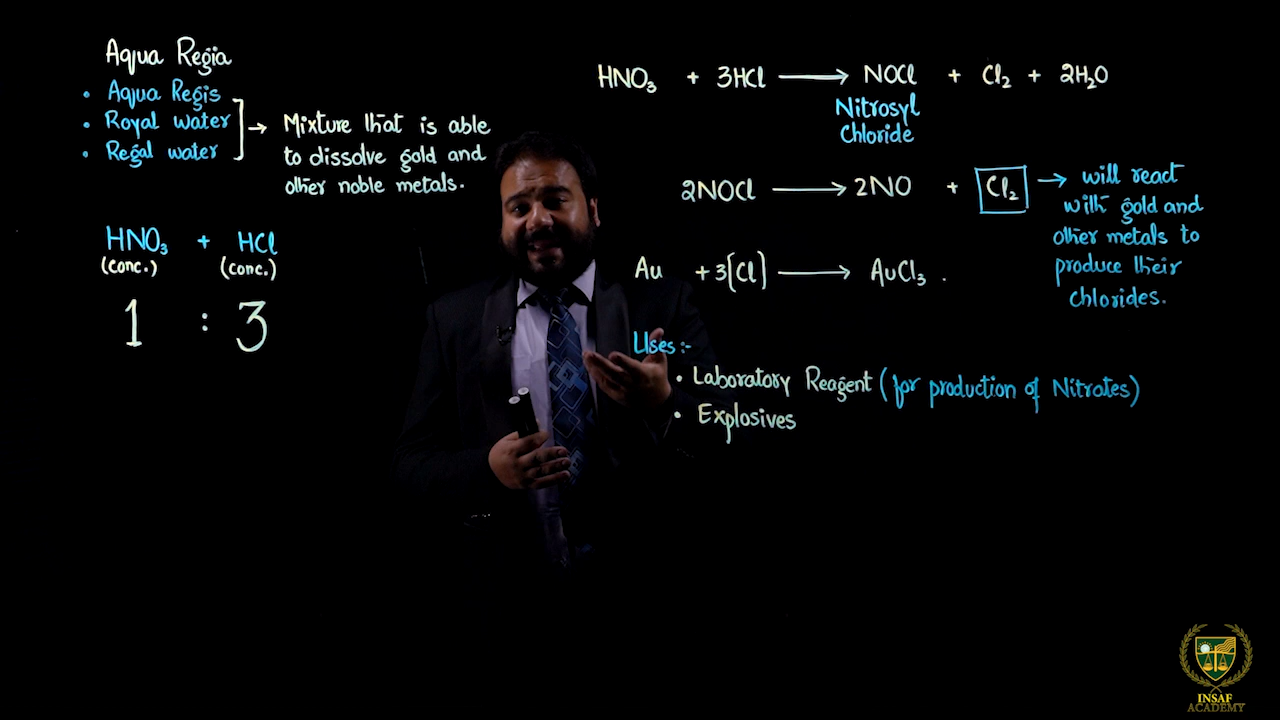 Aqua Regia
• Aqua Regis
• Royal water
• Regal water
→ Mixture that is able
to dissolve gold and
other noble metals.
HNO₃ + HCl
(conc.) (conc.)
1 : 3
HNO₃ + 3HCl ⟶ NOCl + Cl₂ + 2H₂O
Nitrosyl
Chloride
2NOCl ⟶ 2NO + Cl₂ → will react
with gold and
other metals to
produce their
chlorides.
Au + 3[Cl] ⟶ AuCl₃ .
Uses :-
• Laboratory Reagent (for production of Nitrates)
• Explosives
INSAF
ACADEMY